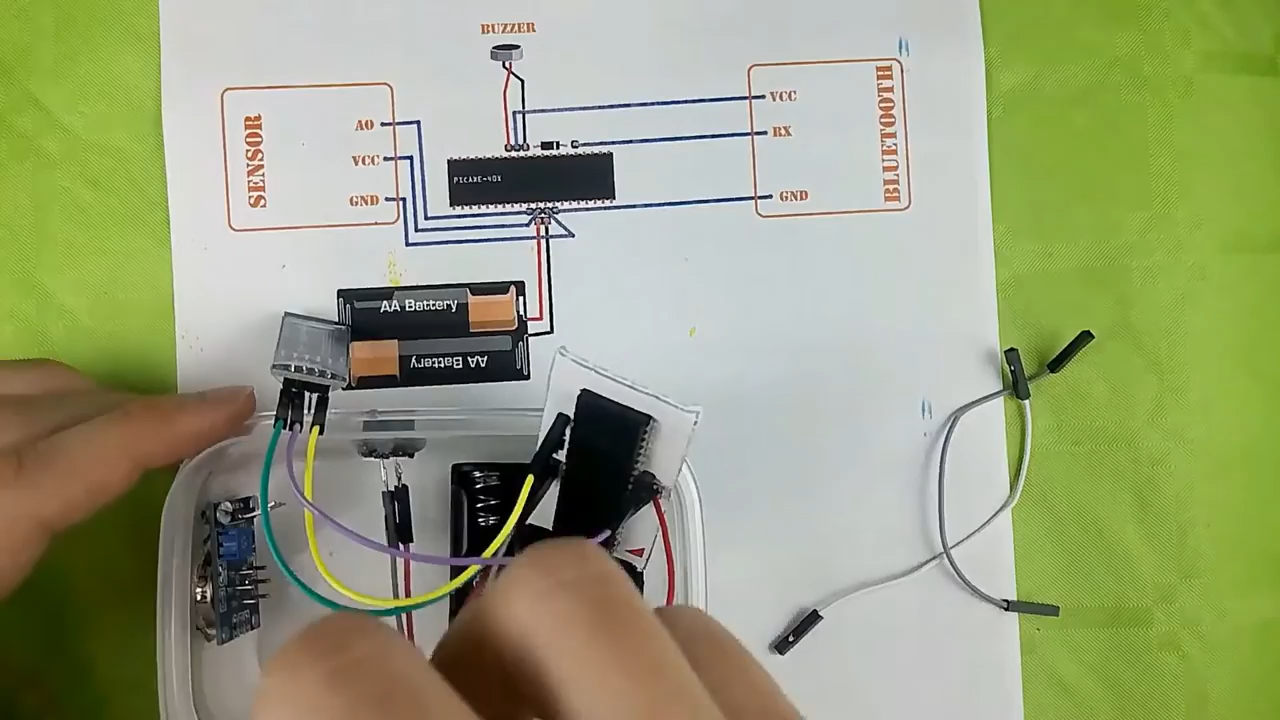 BUZZER
SENSOR
AO
VCC
GND
PICAXE-40X
VCC
RX
GND
BLUETOOTH
AA Battery
AA Battery